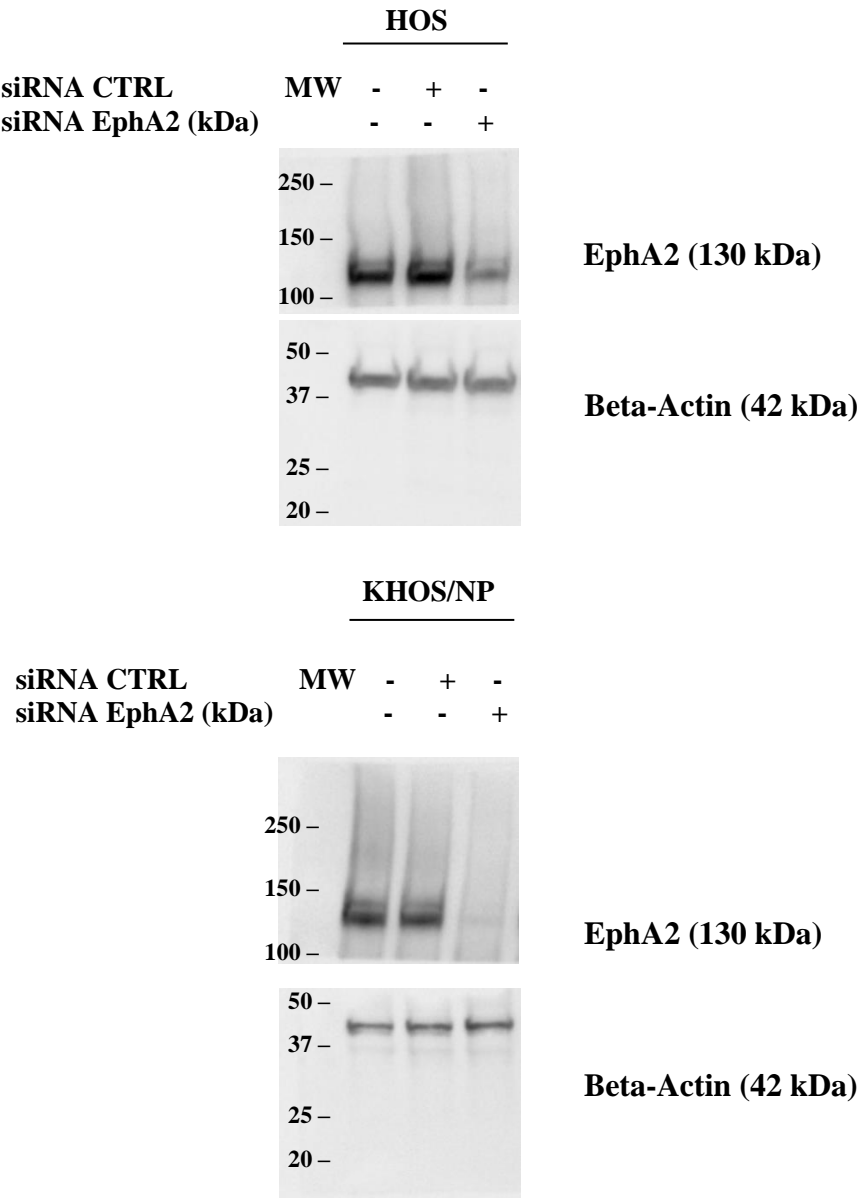 HOS
siRNA CTRL MW - + -
siRNA EphA2 (kDa) - - +
250 –
150 –
EphA2 (130 kDa)
100 –
50 –
37 –
Beta-Actin (42 kDa)
25 –
20 –
KHOS/NP
siRNA CTRL MW - + -
siRNA EphA2 (kDa) - - +
250 –
150 –
EphA2 (130 kDa)
100 –
50 –
37 –
Beta-Actin (42 kDa)
25 –
20 –